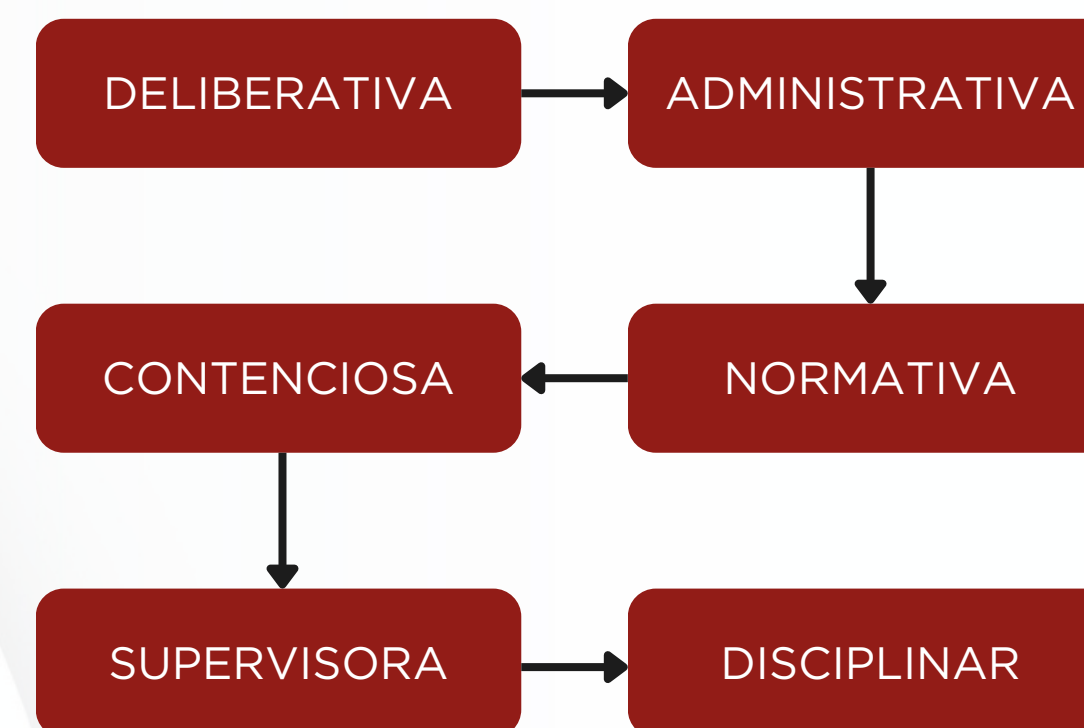 DELIBERATIVA
ADMINISTRATIVA
CONTENCIOSA
NORMATIVA
SUPERVISORA
DISCIPLINAR